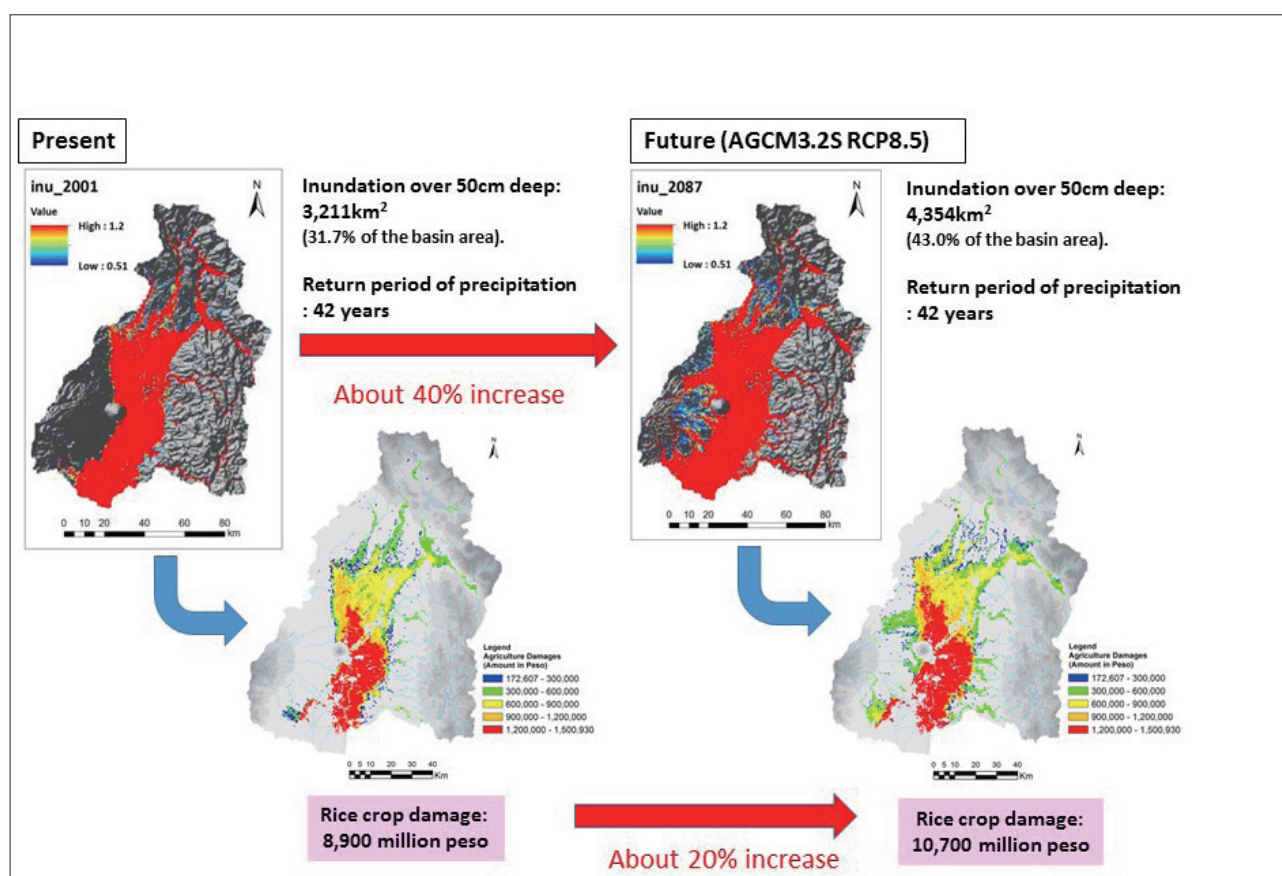 Present
inu_2001
Value
High : 1.2
Low : 0.51
N
0 10 20 40 60 80
km
Inundation over 50cm deep:
3,211km²
(31.7% of the basin area).
Return period of precipitation
: 42 years
About 40% increase
Future (AGCM3.2S RCP8.5)
inu_2087
Value
High : 1.2
Low : 0.51
N
0 10 20 40 60 80
km
Inundation over 50cm deep:
4,354km²
(43.0% of the basin area).
Return period of precipitation
: 42 years
N
Legend
Agriculture Damages
(Amount in Peso)
172,607 - 300,000
300,000 - 600,000
600,000 - 900,000
900,000 - 1,200,000
1,200,000 - 1,500,930
0 5 10 20 30 40
Km
Rice crop damage:
8,900 million peso
About 20% increase
N
Legend
Agriculture Damages
(Amount in Peso)
172,607 - 300,000
300,000 - 600,000
600,000 - 900,000
900,000 - 1,200,000
1,200,000 - 1,500,930
0 5 10 20 30 40
Km
Rice crop damage:
10,700 million peso